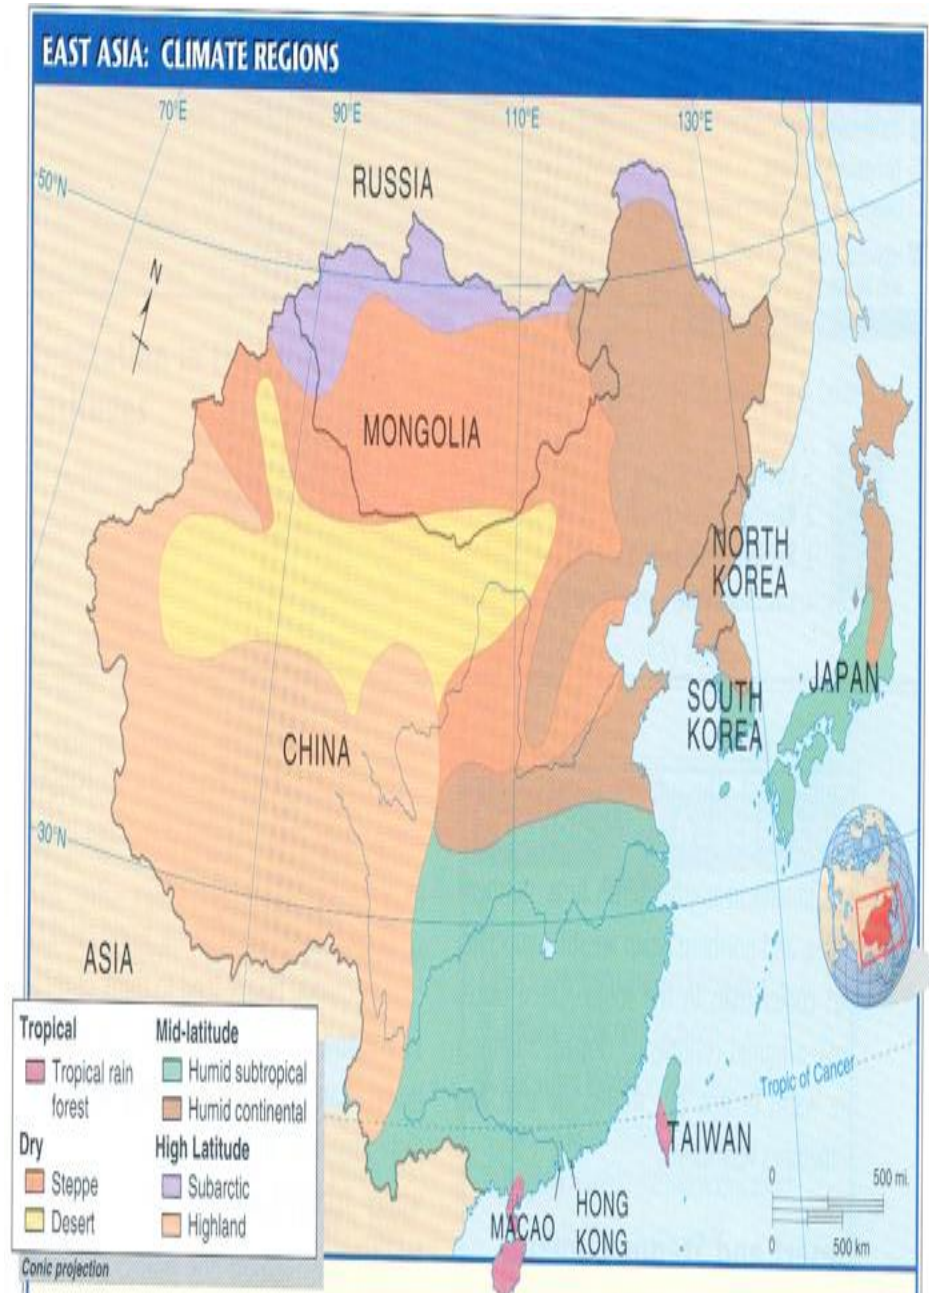 EAST ASIA: CLIMATE REGIONS
70°E
90°E
110°E
130°E
50°N
RUSSIA
N
MONGOLIA
NORTH
KOREA
JAPAN
SOUTH
KOREA
CHINA
30°N
ASIA
Tropic of Cancer
TAIWAN
MACAO
HONG
KONG
0
500 mi.
0
500 km
Tropical
Tropical rain
forest
Dry
Steppe
Desert
Mid-latitude
Humid subtropical
Humid continental
High Latitude
Subarctic
Highland
Conic projection